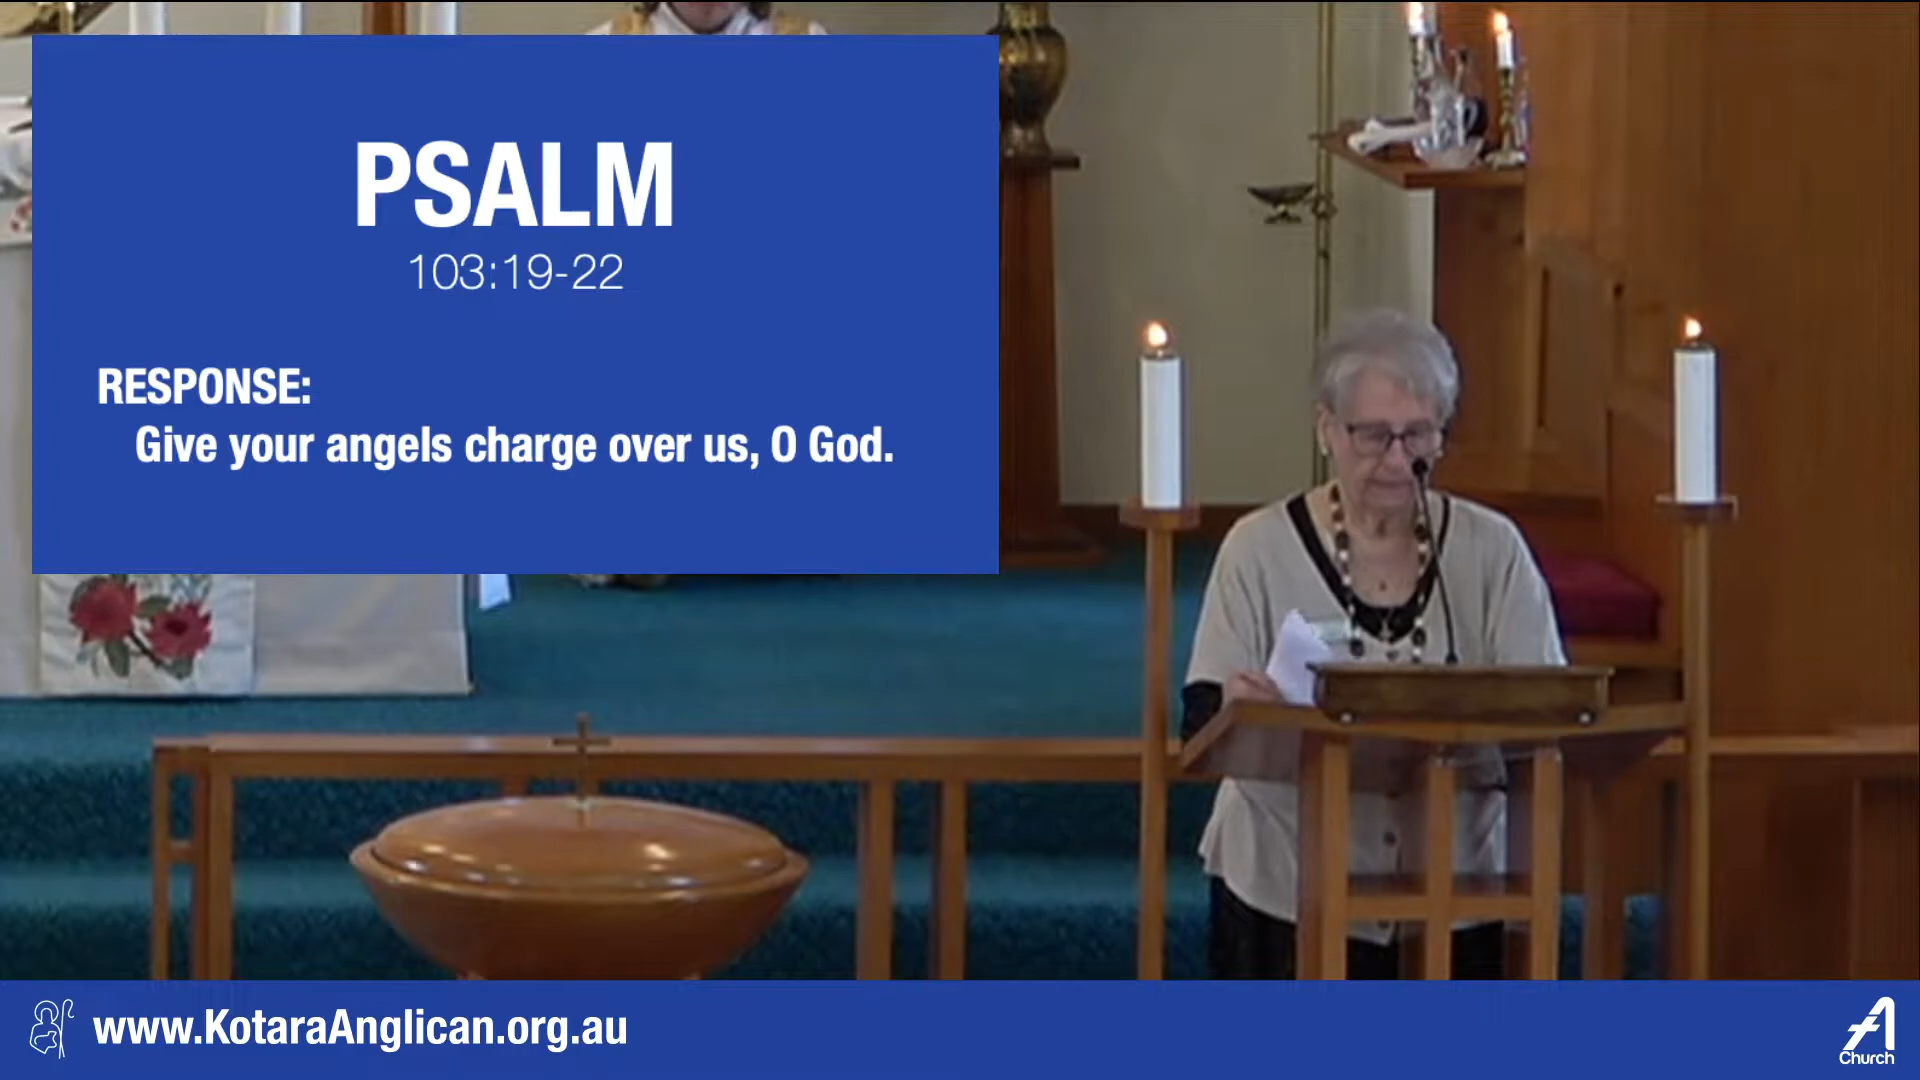 PSALM
103:19-22
RESPONSE:
Give your angels charge over us, O God.
www.KotaraAnglican.org.au
A
Church